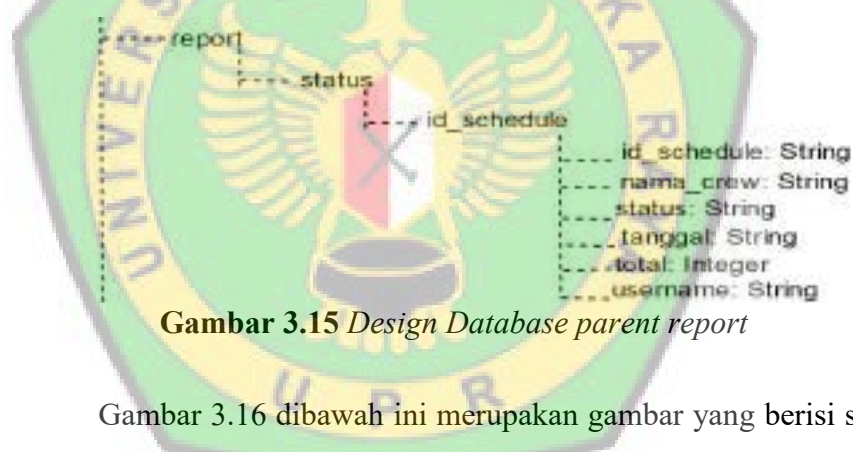 report
status
id_schedule
id_schedule: String
nama_crew: String
status: String
tanggal: String
total: Integer
username: String
Gambar 3.15 Design Database parent report
U P R
Gambar 3.16 dibawah ini merupakan gambar yang berisi